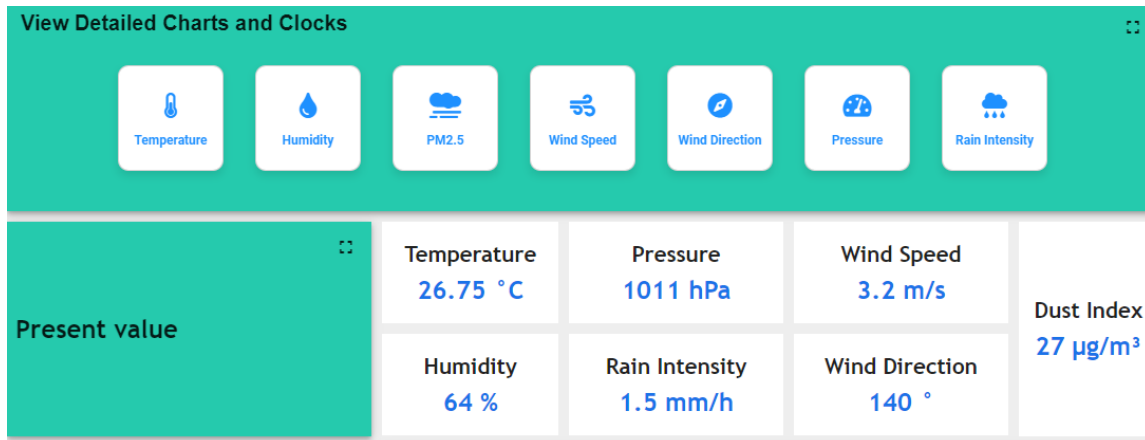 View Detailed Charts and Clocks
Temperature
Humidity
PM2.5
Wind Speed
Wind Direction
Pressure
Rain Intensity
Present value
Temperature
26.75 °C
Pressure
1011 hPa
Wind Speed
3.2 m/s
Dust Index
27 µg/m³
Humidity
64 %
Rain Intensity
1.5 mm/h
Wind Direction
140 °